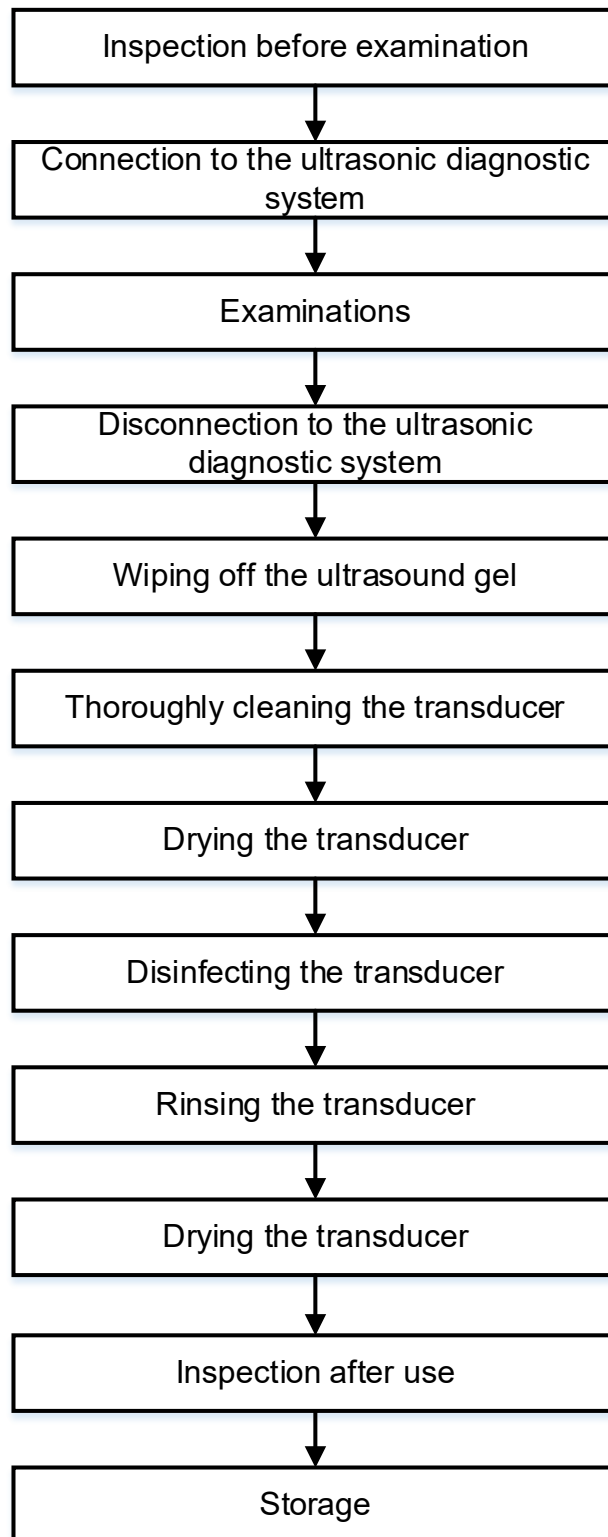 Inspection before examination
Connection to the ultrasonic diagnostic
system
Examinations
Disconnection to the ultrasonic
diagnostic system
Wiping off the ultrasound gel
Thoroughly cleaning the transducer
Drying the transducer
Disinfecting the transducer
Rinsing the transducer
Drying the transducer
Inspection after use
Storage